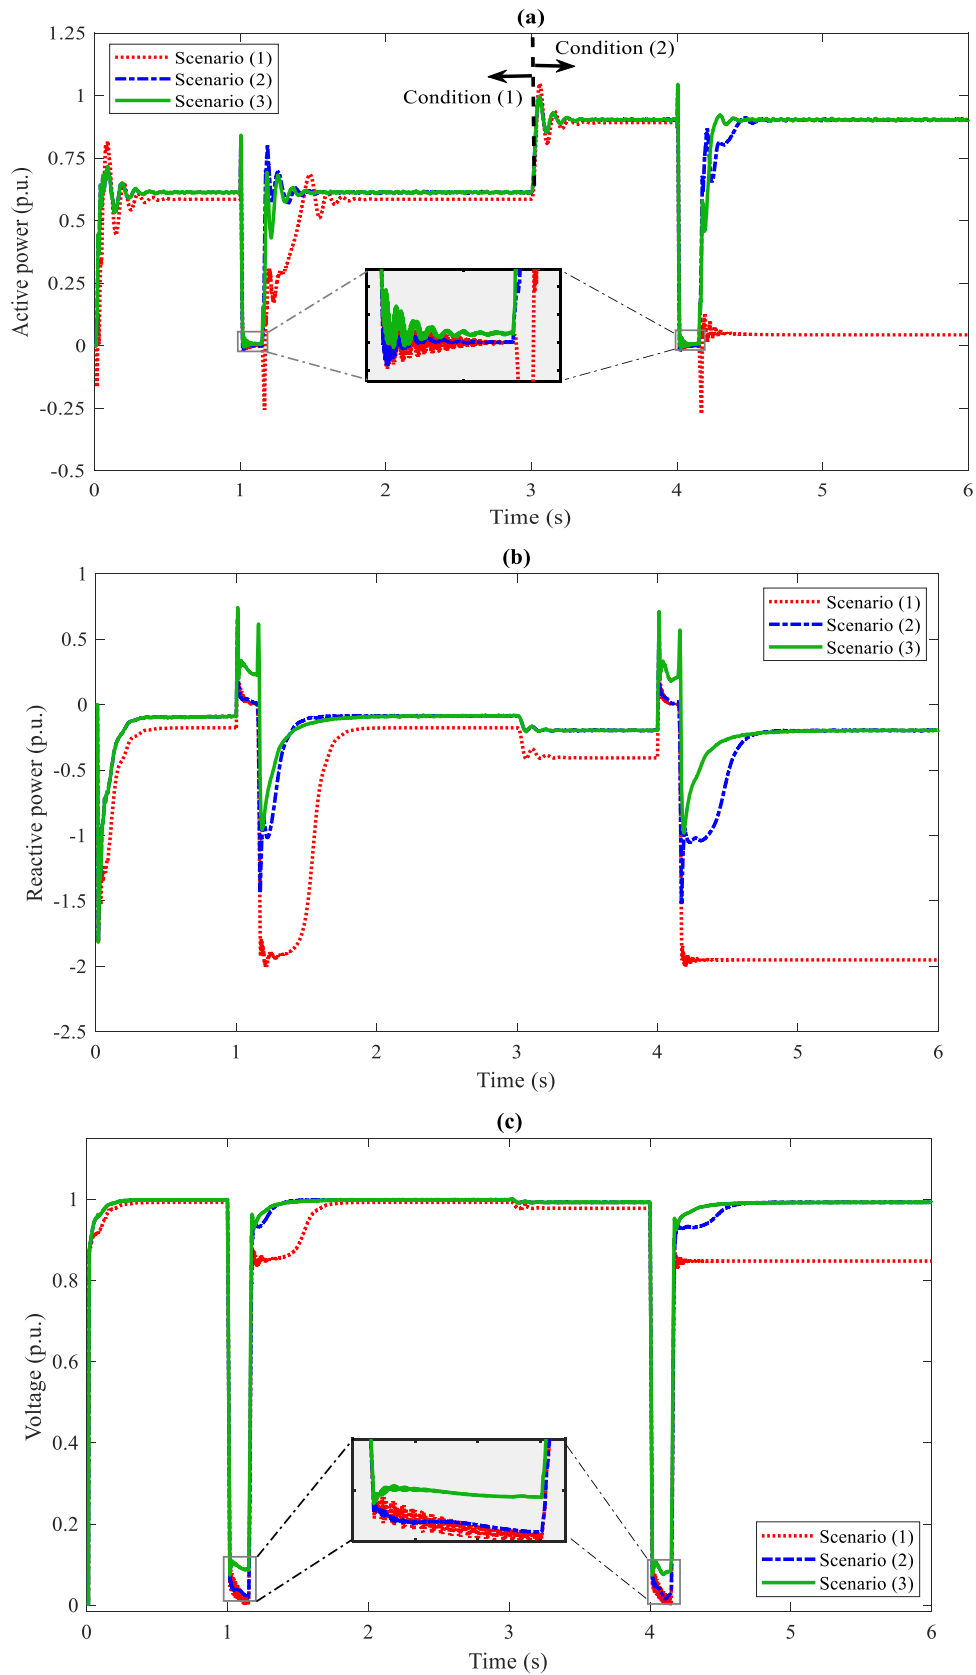 (a)
1.25
1
0.75
0.5
0.25
0
-0.25
-0.5
Active power (p.u.)
Scenario (1)
Scenario (2)
Scenario (3)
Condition (2)
Condition (1)
0 1 2 3 4 5 6
Time (s)
(b)
1
0.5
0
-0.5
-1
-1.5
-2
-2.5
Reactive power (p.u.)
Scenario (1)
Scenario (2)
Scenario (3)
0 1 2 3 4 5 6
Time (s)
(c)
1
0.8
0.6
0.4
0.2
0
Voltage (p.u.)
Scenario (1)
Scenario (2)
Scenario (3)
0 1 2 3 4 5 6
Time (s)